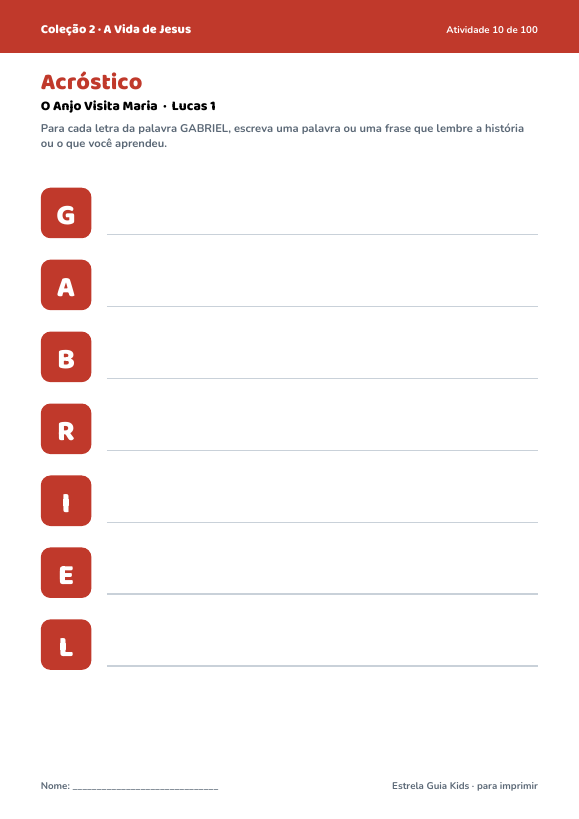 Coleção 2 · A Vida de Jesus
Atividade 10 de 100
Acróstico
O Anjo Visita Maria · Lucas 1
Para cada letra da palavra GABRIEL, escreva uma palavra ou uma frase que lembre a história
ou o que você aprendeu.
G
A
B
R
I
E
L
Nome: ______________________________
Estrela Guia Kids · para imprimir